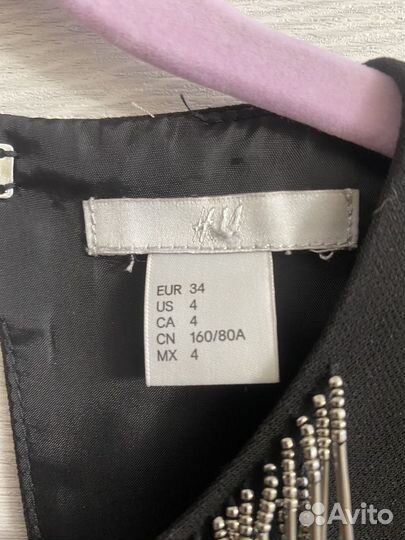 H&M
EUR 34
US 4
CA 4
CN 160/80A
MX 4
Avito